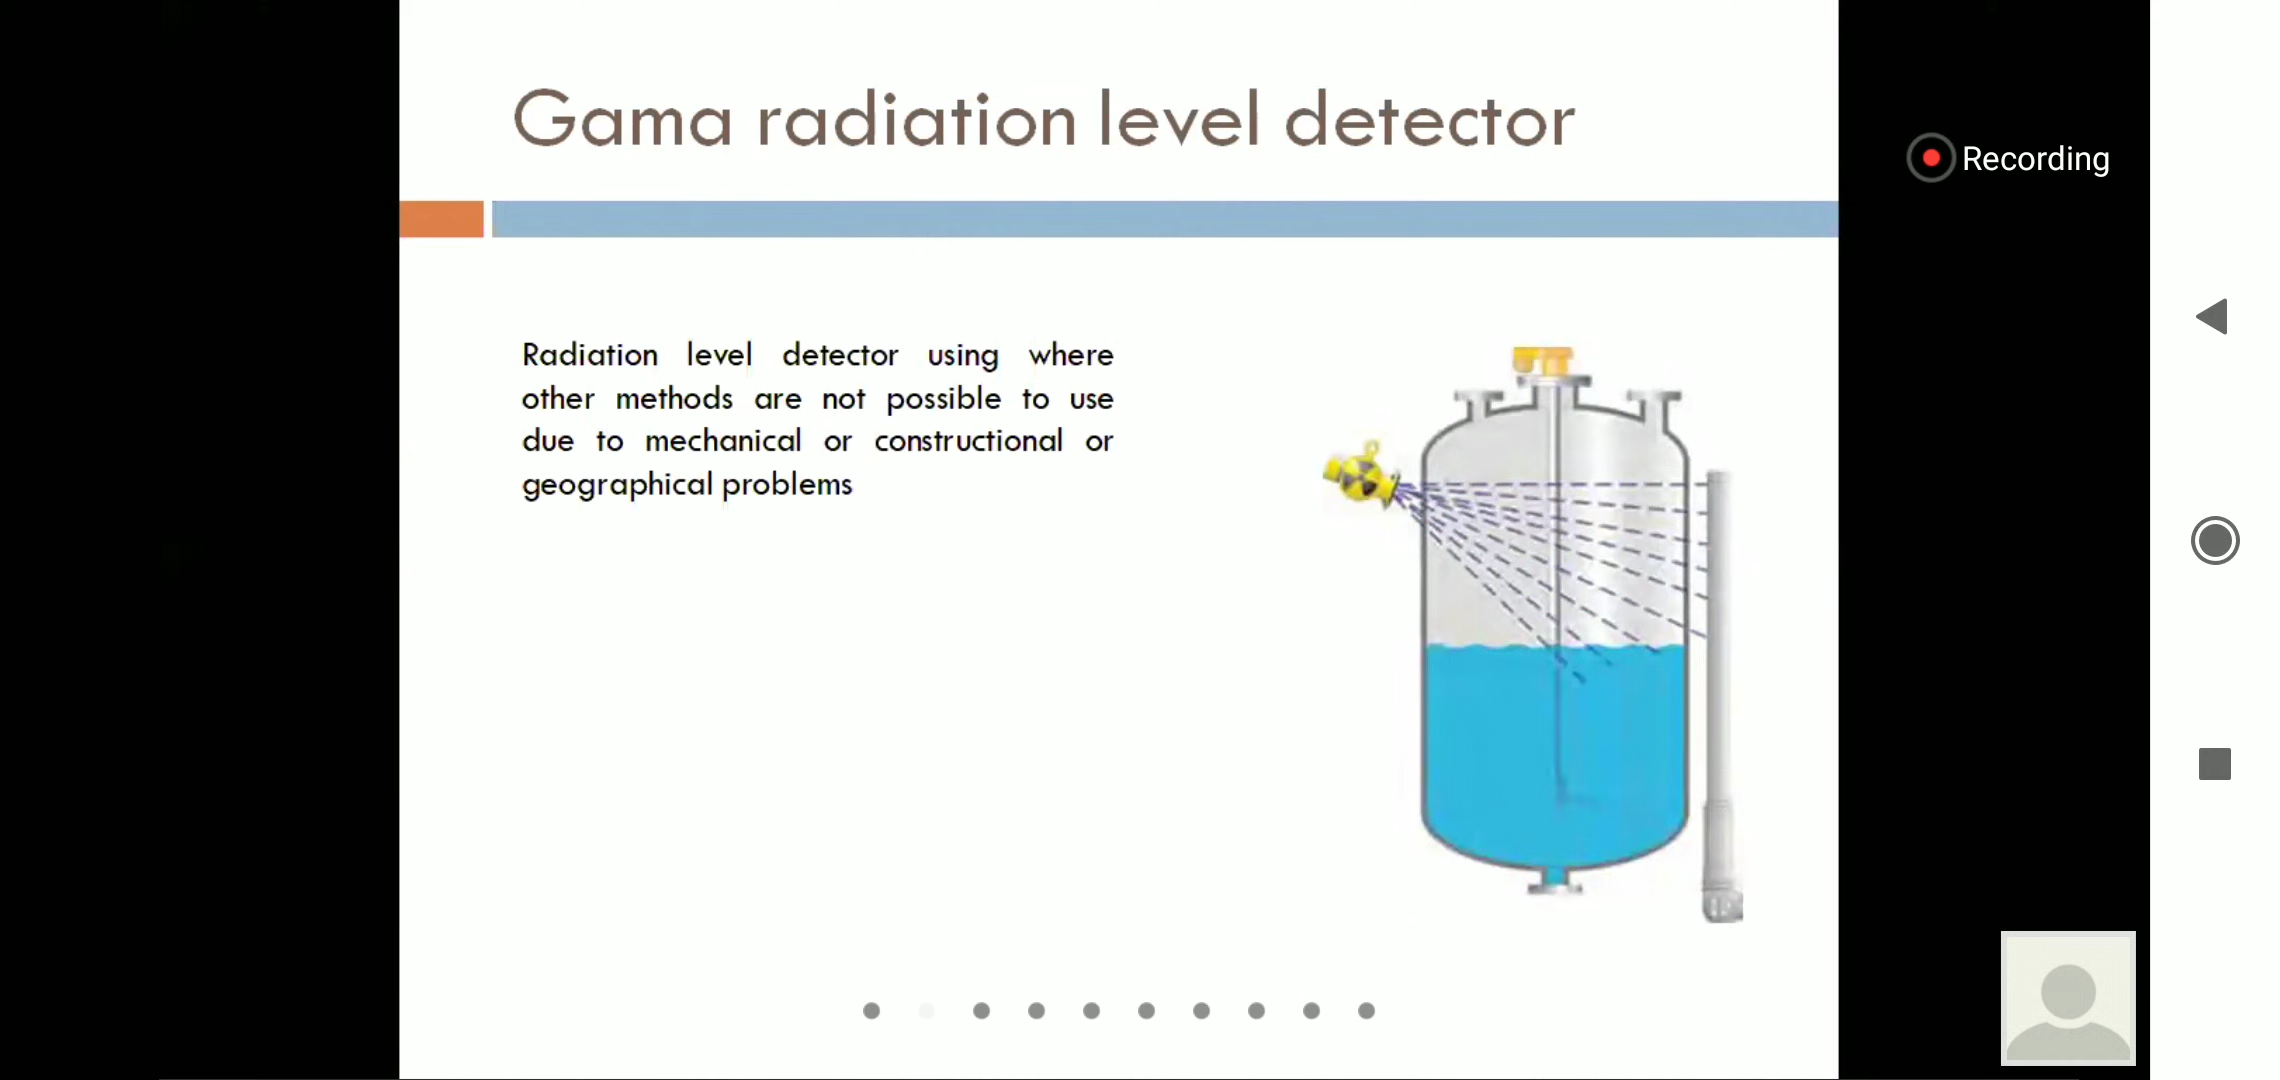 Gama radiation level detector
Recording
Radiation level detector using where
other methods are not possible to use
due to mechanical or constructional or
geographical problems